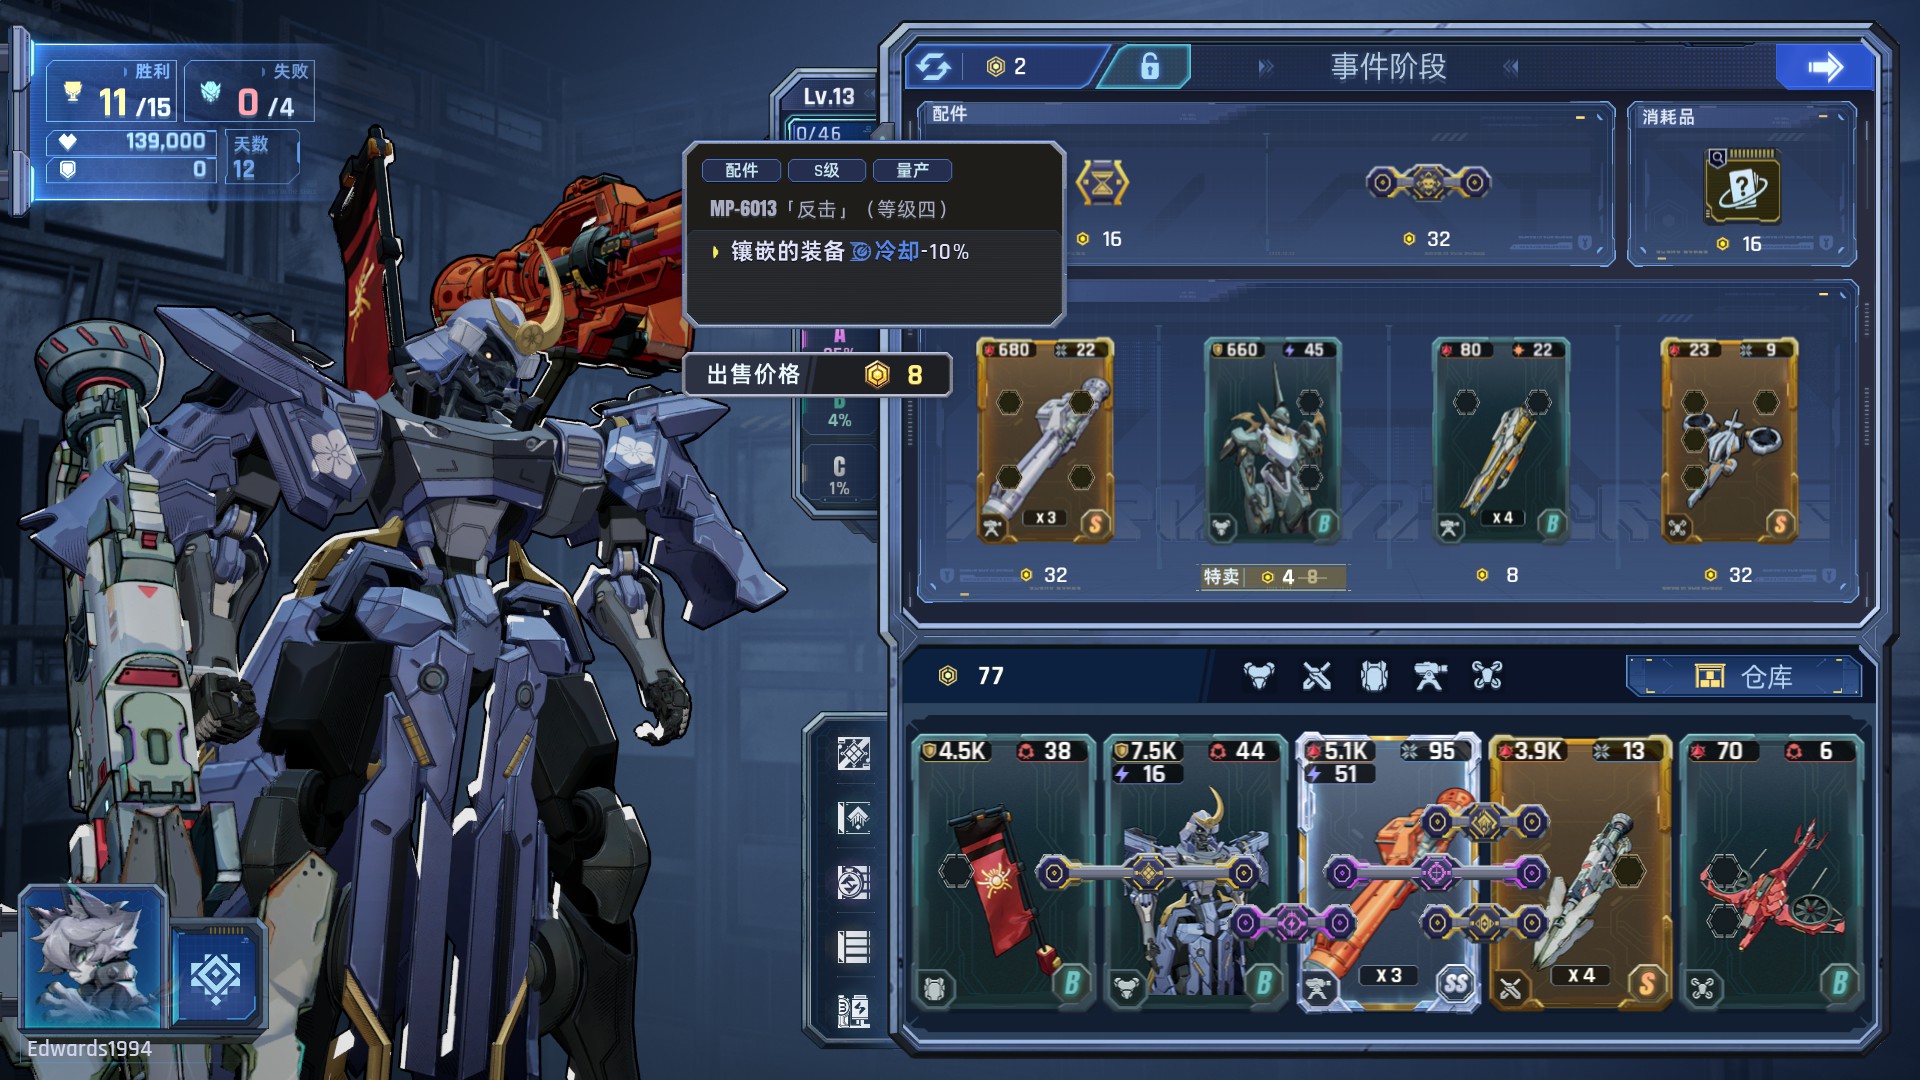 胜利
11/15
失败
0/4
139,000
0
天数
12
Lv.13
0/46
2
事件阶段
配件
16
32
消耗品
16
配件
S级
量产
MP-6013「反击」（等级四）
镶嵌的装备冷却-10%
出售价格
8
A
4%
C
1%
680
22
x3
S
32
660
45
B
特卖
4
8
80
22
x4
B
8
23
9
S
32
77
仓库
4.5K
38
B
7.5K
44
16
B
5.1K
95
51
x3
SS
3.9K
13
x4
S
70
6
B
Edwards1994